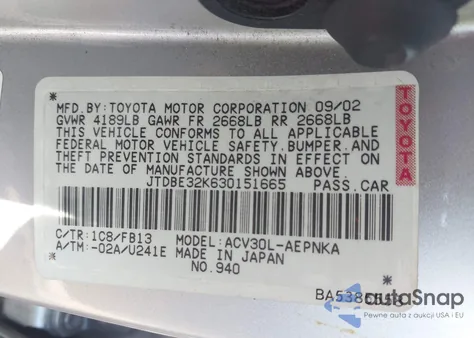 MFD.BY:TOYOTA MOTOR CORPORATION 09/02
GVWR 4189LB GAWR FR 2668LB RR 2668LB
THIS VEHICLE CONFORMS TO ALL APPLICABLE
FEDERAL MOTOR VEHICLE SAFETY,BUMPER,AND
THEFT PREVENTION STANDARDS IN EFFECT ON
THE DATE OF MANUFACTURE SHOWN ABOVE.
JTDBE32K630151665 PASS.CAR
C/TR:1C8/FB13 MODEL:ACV30L-AEPNKA
A/TM:-02A/U241E MADE IN JAPAN
NO.940
TOYOTA
autaSnap
Pewne auta z USA i okazje